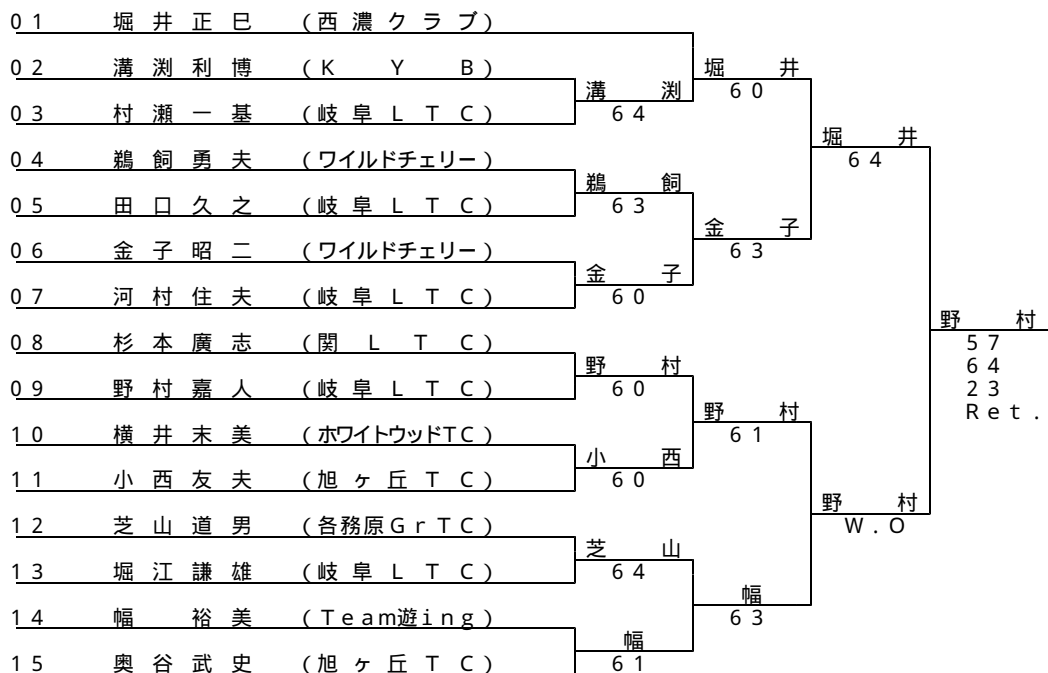 01 堀井正巳 (西濃クラブ)
02 溝渕利博 (KYB)
03 村瀬一基 (岐阜LTC)
04 鵜飼勇夫 (ワイルドチェリー)
05 田口久之 (岐阜LTC)
06 金子昭二 (ワイルドチェリー)
07 河村住夫 (岐阜LTC)
08 杉本廣志 (関LTC)
09 野村嘉人 (岐阜LTC)
10 横井末美 (ホワイトウッドTC)
11 小西友夫 (旭ヶ丘TC)
12 芝山道男 (各務原GrTC)
13 堀江謙雄 (岐阜LTC)
14 幅 裕美 (Team遊ing)
15 奥谷武史 (旭ヶ丘TC)
溝渕
64
鵜飼
63
金子
60
野村
60
小西
60
芝山
64
幅
61
堀井
60
金子
63
野村
61
幅
63
堀井
64
野村
W.O
野村
57
64
23
Ret.